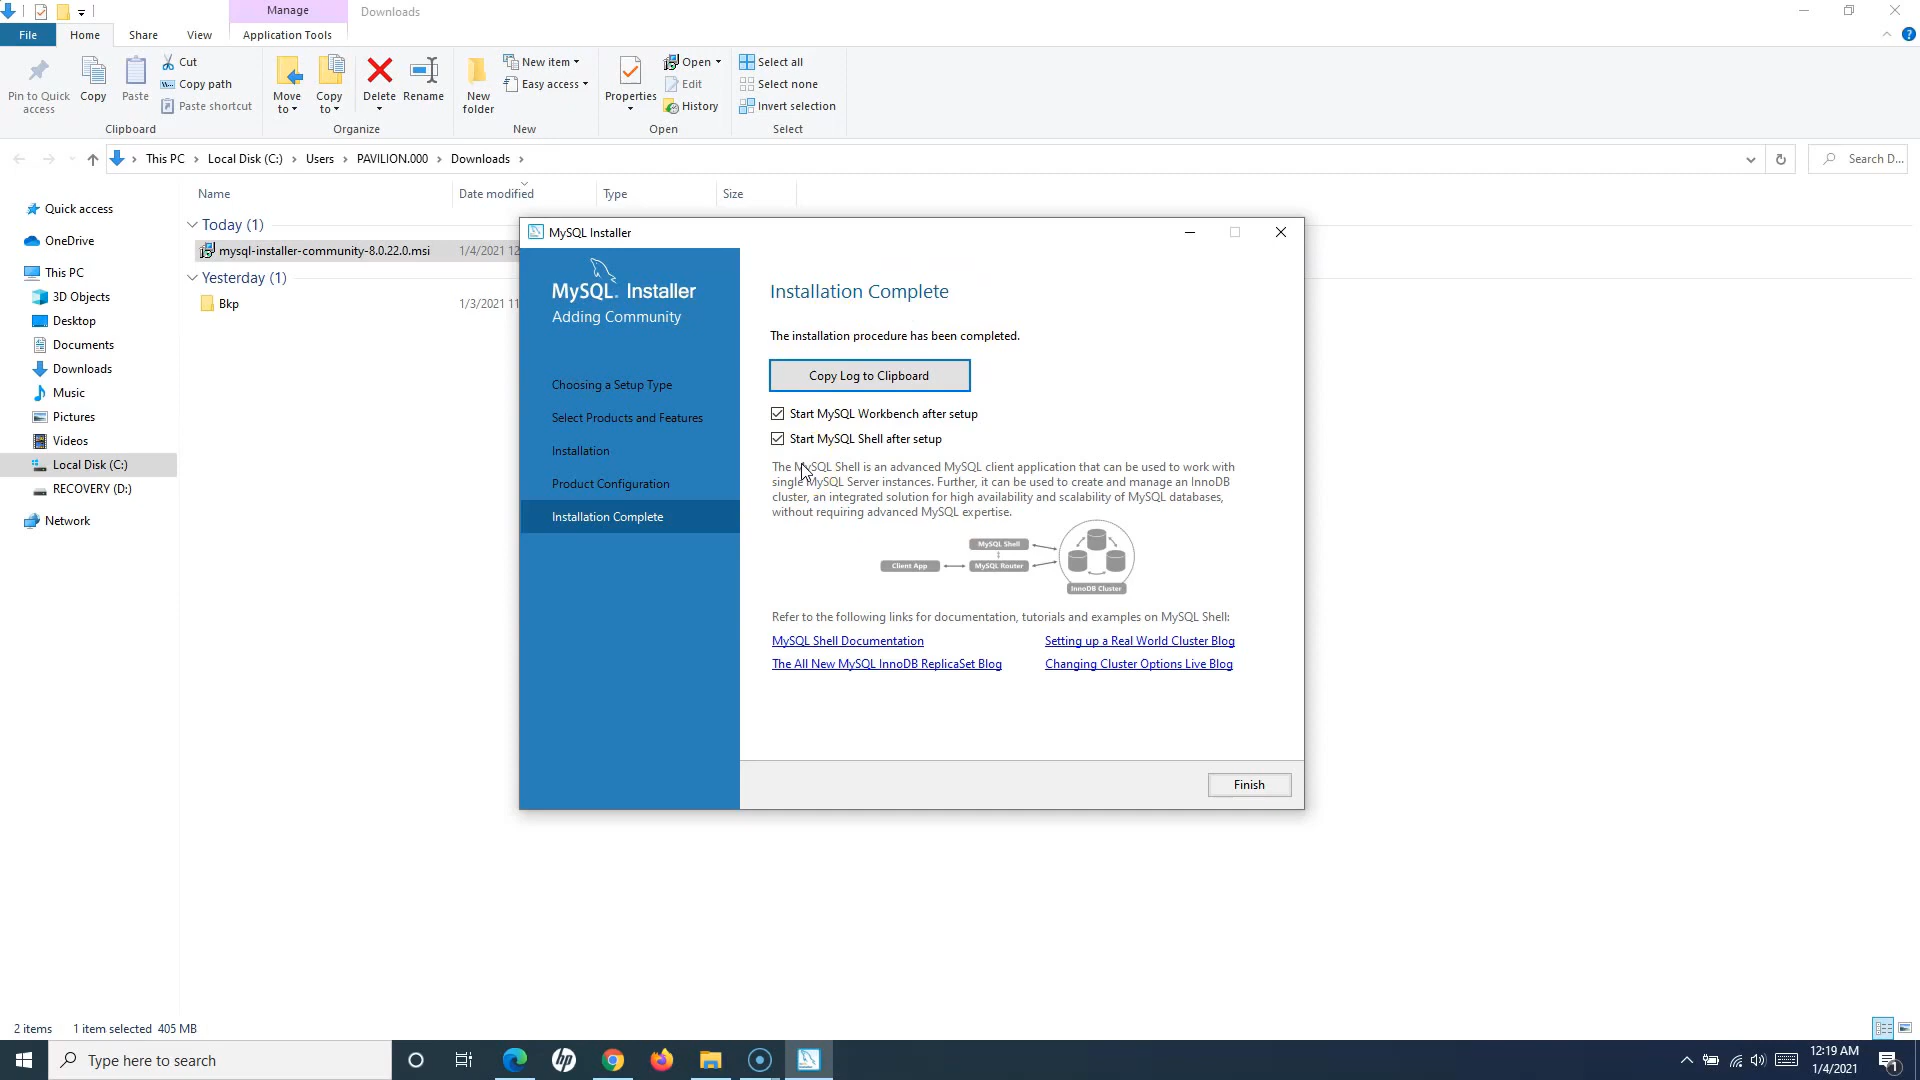 Manage
Downloads
File
Home
Share
View
Application Tools
Pin to Quick access
Copy
Paste
Cut
Copy path
Paste shortcut
Clipboard
Move to
Copy to
Delete
Rename
Organize
New folder
New item
Easy access
New
Properties
Open
Edit
History
Open
Select all
Select none
Invert selection
Select
This PC > Local Disk (C:) > Users > PAVILION.000 > Downloads >
Search D...
Name
Date modified
Type
Size
Quick access
OneDrive
This PC
3D Objects
Desktop
Documents
Downloads
Music
Pictures
Videos
Local Disk (C:)
RECOVERY (D:)
Network
Today (1)
mysql-installer-community-8.0.22.0.msi
1/4/2021 12
Yesterday (1)
Bkp
1/3/2021 11
MySQL Installer
MySQL. Installer
Adding Community
Choosing a Setup Type
Select Products and Features
Installation
Product Configuration
Installation Complete
Installation Complete
The installation procedure has been completed.
Copy Log to Clipboard
Start MySQL Workbench after setup
Start MySQL Shell after setup
The MySQL Shell is an advanced MySQL client application that can be used to work with
single MySQL Server instances. Further, it can be used to create and manage an InnoDB
cluster, an integrated solution for high availability and scalability of MySQL databases,
without requiring advanced MySQL expertise.
MySQL Shell
Client App
MySQL Router
InnoDB Cluster
Refer to the following links for documentation, tutorials and examples on MySQL Shell:
MySQL Shell Documentation
Setting up a Real World Cluster Blog
The All New MySQL InnoDB ReplicaSet Blog
Changing Cluster Options Live Blog
Finish
2 items
1 item selected 405 MB
Type here to search
hp
12:19 AM
1/4/2021
1